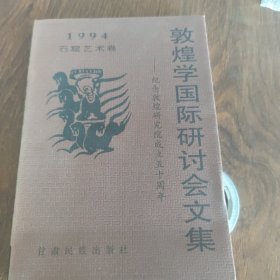 1994
石窟艺术卷
敦煌学国际研讨会文集
——纪念敦煌研究院成立五十周年
甘肃民族出版社